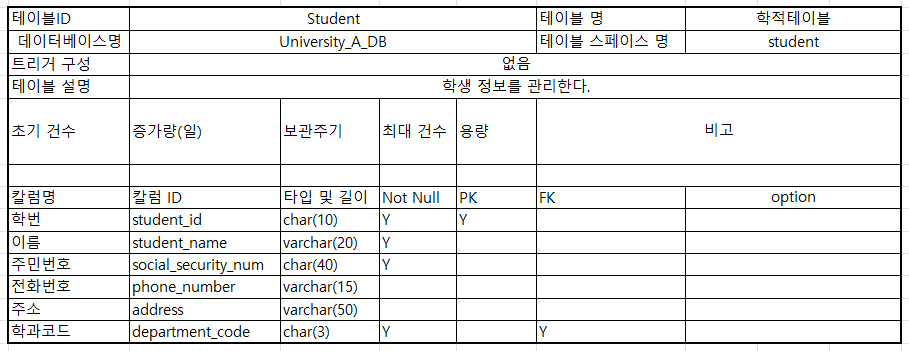 테이블ID Student 테이블 명 학적테이블
데이터베이스명 University_A_DB 테이블 스페이스 명 student
트리거 구성 없음
테이블 설명 학생 정보를 관리한다.
초기 건수 증가량(일) 보관주기 최대 건수 용량 비고
칼럼명 칼럼 ID 타입 및 길이 Not Null PK FK option
학번 student_id char(10) Y Y
이름 student_name varchar(20) Y
주민번호 social_security_num char(40) Y
전화번호 phone_number varchar(15)
주소 address varchar(50)
학과코드 department_code char(3) Y Y